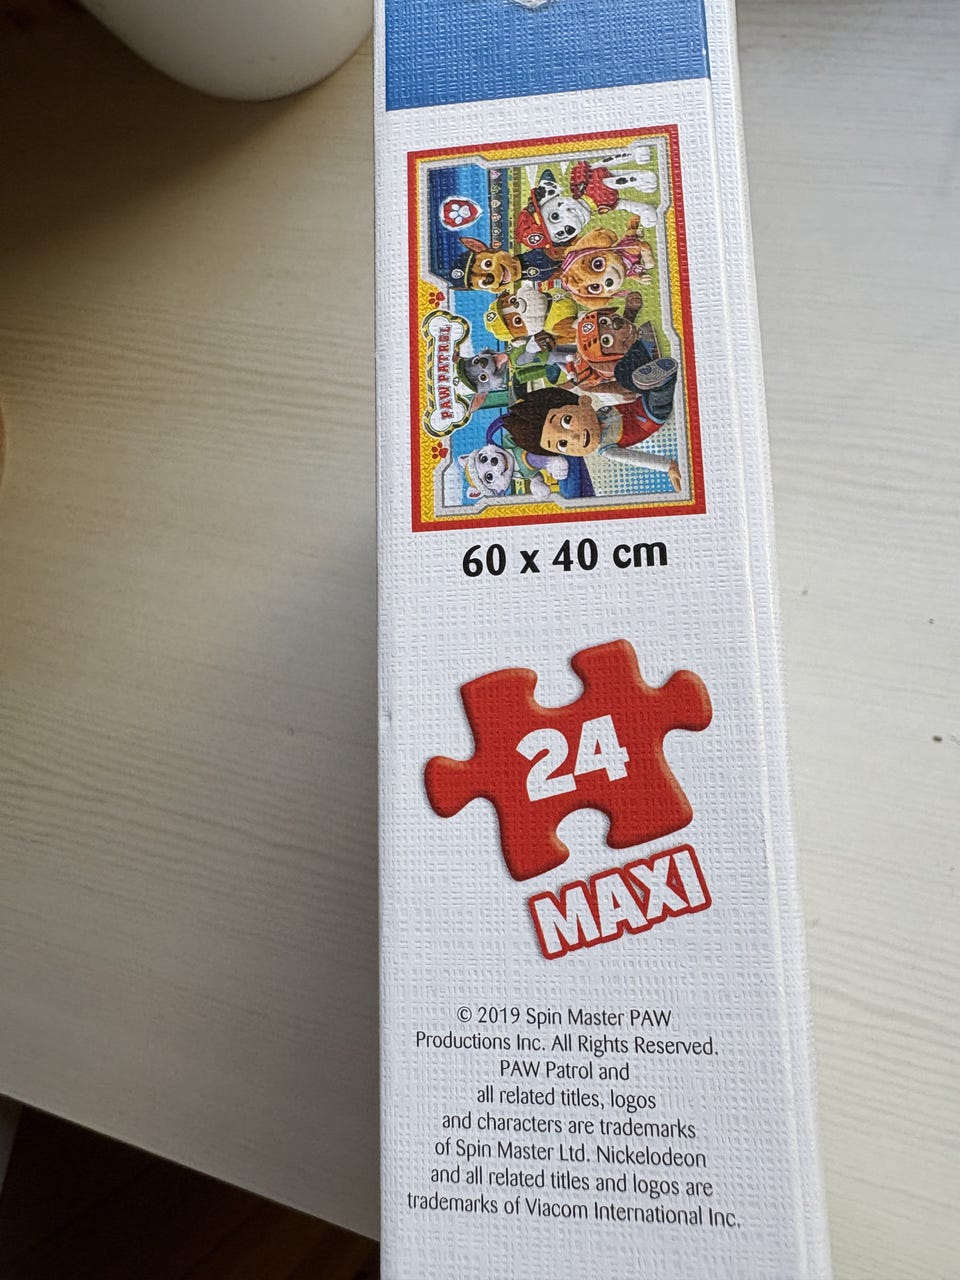 PAW PATROL
60 x 40 cm
24
MAXI
© 2019 Spin Master PAW
Productions Inc. All Rights Reserved.
PAW Patrol and
all related titles, logos
and characters are trademarks
of Spin Master Ltd. Nickelodeon
and all related titles and logos are
trademarks of Viacom International Inc.